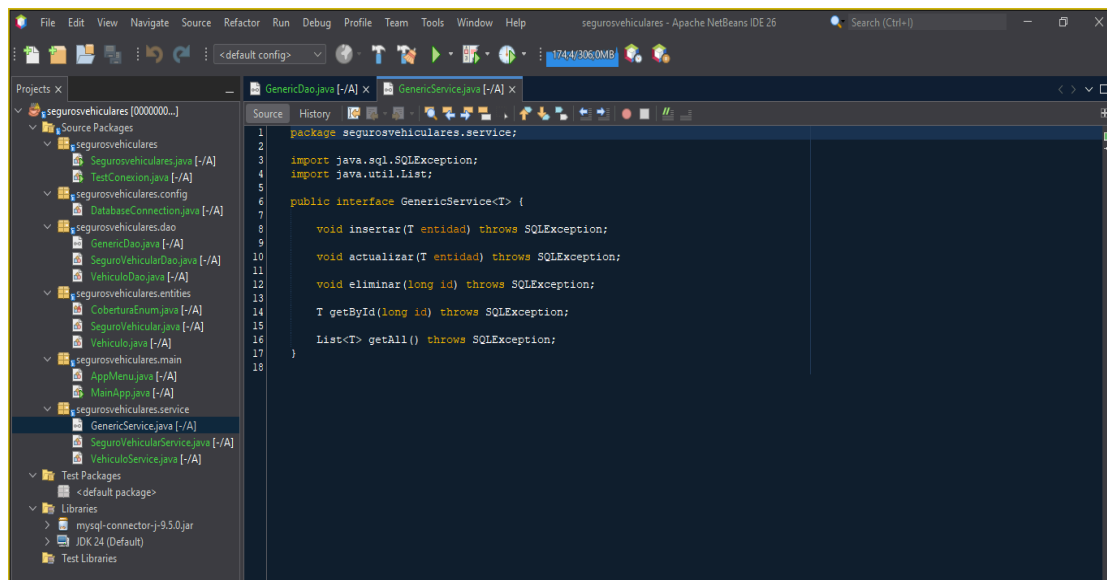 File Edit View Navigate Source Refactor Run Debug Profile Team Tools Window Help segurosvehiculares - Apache NetBeans IDE 26 Search (Ctrl+I)
<default config> 174.4/306.0MB
Projects
GenericDao.java [-/A] GenericService.java [-/A]
Source History
segurosvehiculares [0000000...]
Source Packages
segurosvehiculares
Segurosvehiculares.java [-/A]
TestConexion.java [-/A]
segurosvehiculares.config
DatabaseConnection.java [-/A]
segurosvehiculares.dao
GenericDao.java [-/A]
SeguroVehicularDao.java [-/A]
VehiculoDao.java [-/A]
segurosvehiculares.entities
CoberturaEnum.java [-/A]
SeguroVehicular.java [-/A]
Vehiculo.java [-/A]
segurosvehiculares.main
AppMenu.java [-/A]
MainApp.java [-/A]
segurosvehiculares.service
GenericService.java [-/A]
SeguroVehicularService.java [-/A]
VehiculoService.java [-/A]
Test Packages
<default package>
Libraries
mysql-connector-j-9.5.0.jar
JDK 24 (Default)
Test Libraries
1 package segurosvehiculares.service;
2
3 import java.sql.SQLException;
4 import java.util.List;
5
6 public interface GenericService<T> {
7
8 void insertar(T entidad) throws SQLException;
9
10 void actualizar(T entidad) throws SQLException;
11
12 void eliminar(long id) throws SQLException;
13
14 T getById(long id) throws SQLException;
15
16 List<T> getAll() throws SQLException;
17 }
18